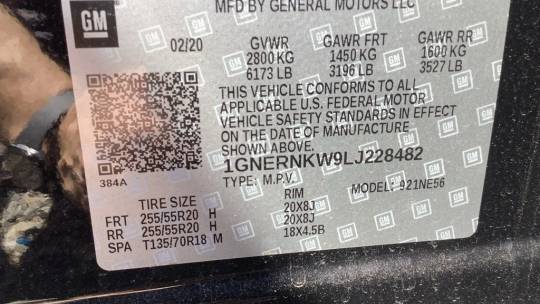 GM
MFD BY GENERAL MOTORS LLC
02/20 GVWR GAWR FRT GAWR RR
2800 KG 1450 KG 1600 KG
6173 LB 3196 LB 3527 LB
THIS VEHICLE CONFORMS TO ALL
APPLICABLE U.S. FEDERAL MOTOR
VEHICLE SAFETY STANDARDS IN EFFECT
ON THE DATE OF MANUFACTURE
SHOWN ABOVE.
1GNERNKW9LJ228482
384A
TYPE: M.P.V. MODEL: 921NE56
TIRE SIZE RIM
FRT 255/55R20 H 20X8J
RR 255/55R20 H 20X8J
SPA T135/70R18 M 18X4.5B